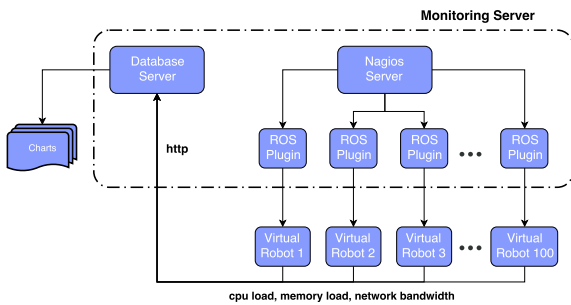 Monitoring Server
Database
Server
Nagios
Server
Charts
http
ROS
Plugin
ROS
Plugin
ROS
Plugin
ROS
Plugin
Virtual
Robot 1
Virtual
Robot 2
Virtual
Robot 3
Virtual
Robot 100
cpu load, memory load, network bandwidth